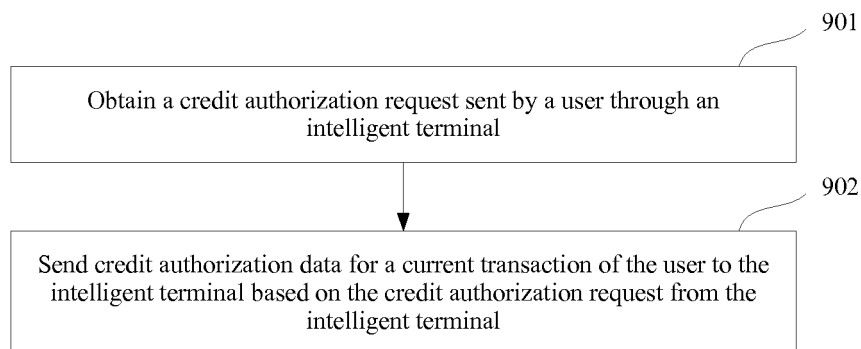 901
Obtain a credit authorization request sent by a user through an
intelligent terminal
902
Send credit authorization data for a current transaction of the user to the
intelligent terminal based on the credit authorization request from the
intelligent terminal